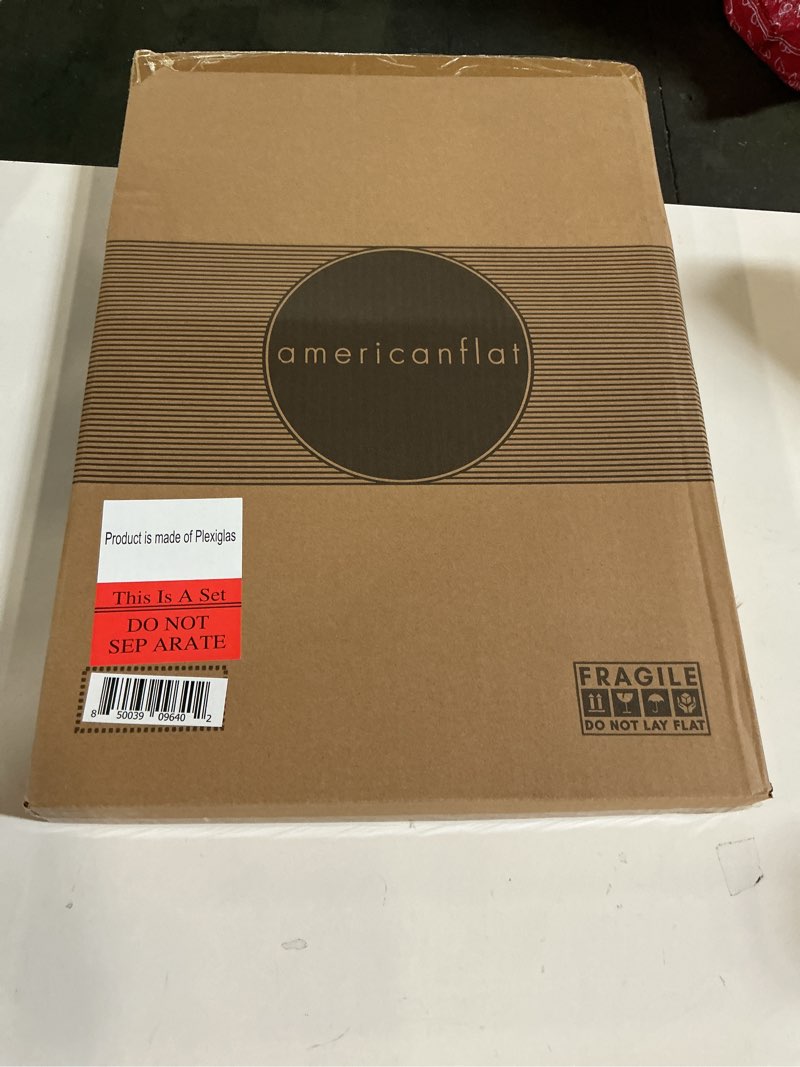 americanflat
Product is made of Plexiglas
This Is A Set
DO NOT
SEP ARATE
8 50039 09640 2
FRAGILE
DO NOT LAY FLAT